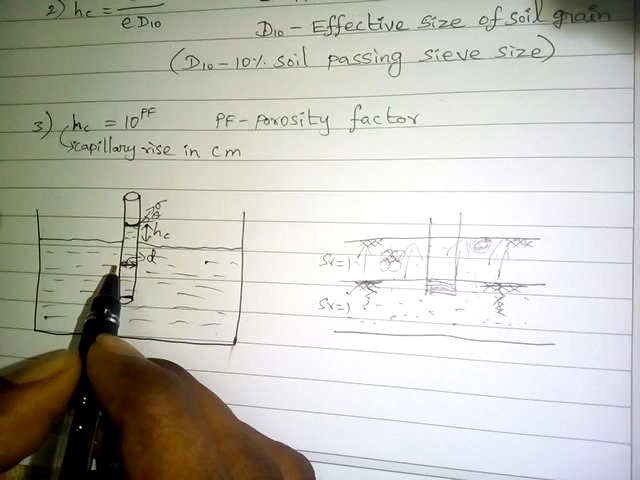 2) hc =
e D10
D10 - Effective size of soil grain
(D10 - 10% soil passing sieve size)
3) hc = 10^PF PF - porosity factor
capillary rise in cm
σ
hc
d
Sr=1
Sr=1